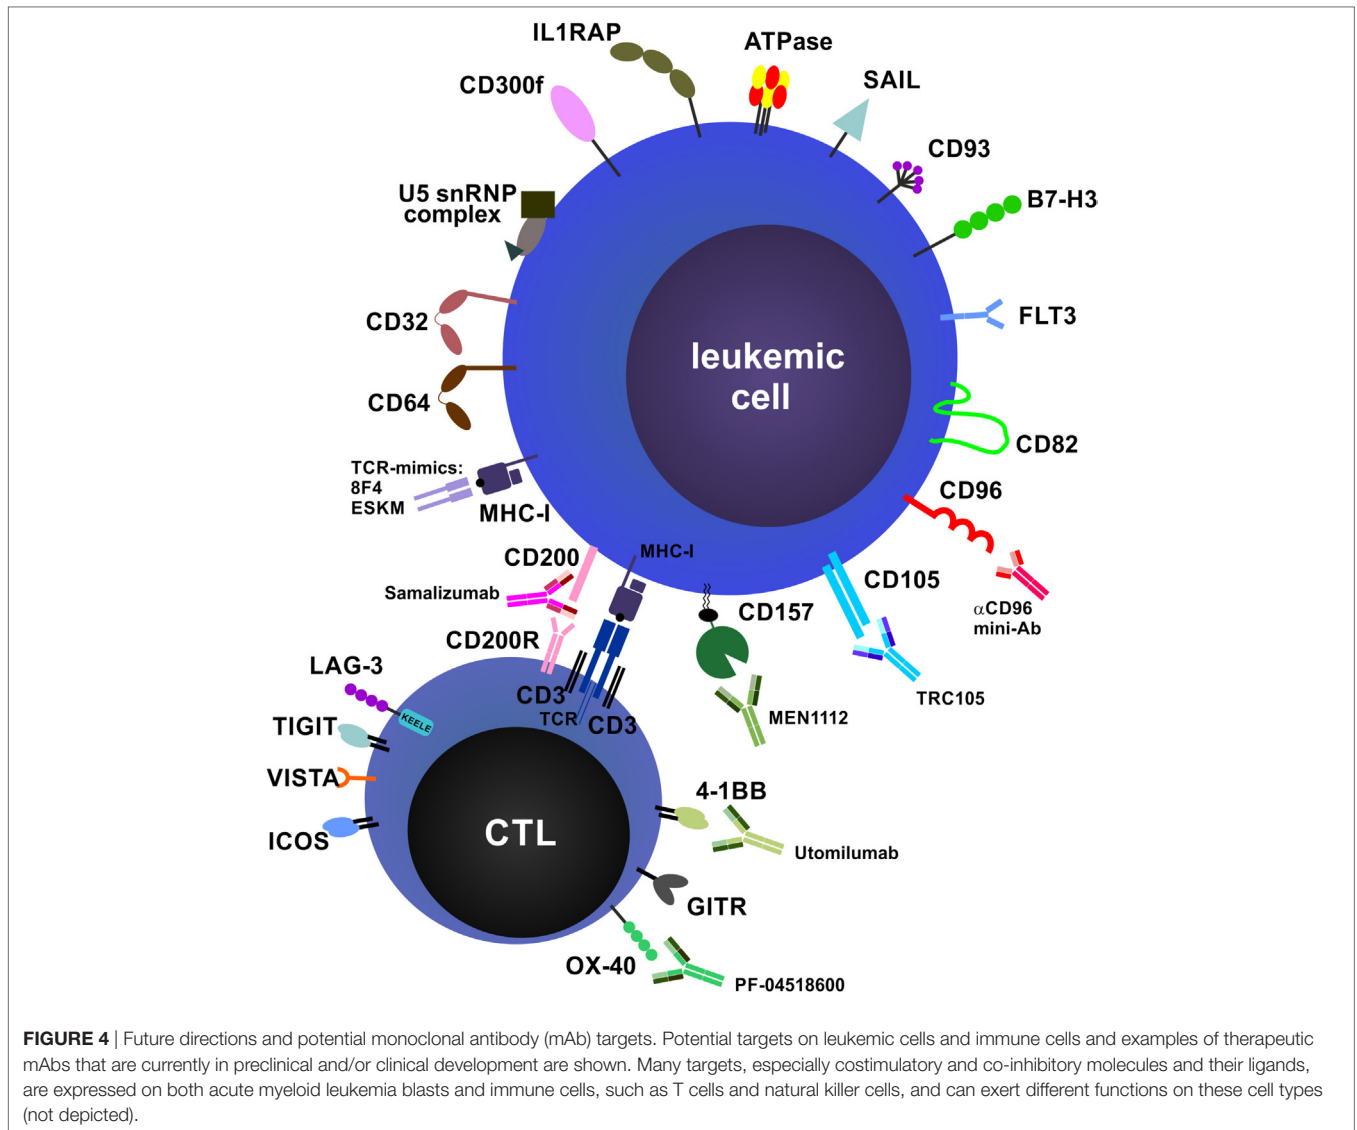 IL1RAP
ATPase
CD300f
SAIL
CD93
U5 snRNP
complex
B7-H3
CD32
FLT3
leukemic
cell
CD64
CD82
TCR-mimics:
8F4
ESKM
MHC-I
CD96
CD200
MHC-I
CD105
Samalizumab
CD157
αCD96
mini-Ab
CD200R
LAG-3
CD3
TCR
CD3
TRC105
MEN1112
KEELE
TIGIT
VISTA
4-1BB
ICOS
CTL
Utomilumab
GITR
OX-40
PF-04518600
FIGURE 4 | Future directions and potential monoclonal antibody (mAb) targets. Potential targets on leukemic cells and immune cells and examples of therapeutic
mAbs that are currently in preclinical and/or clinical development are shown. Many targets, especially costimulatory and co-inhibitory molecules and their ligands,
are expressed on both acute myeloid leukemia blasts and immune cells, such as T cells and natural killer cells, and can exert different functions on these cell types
(not depicted).